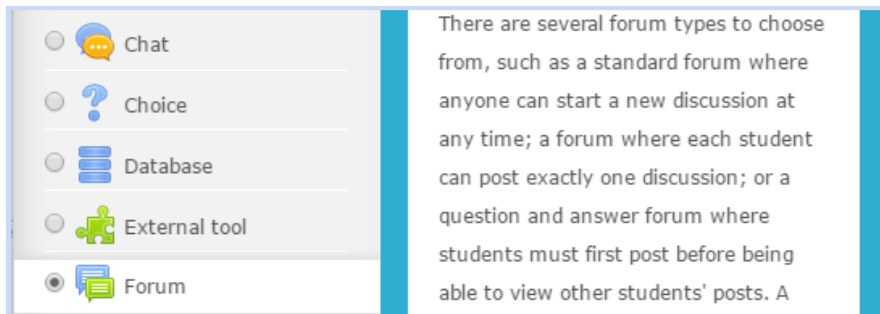 Chat
Choice
Database
External tool
Forum
There are several forum types to choose
from, such as a standard forum where
anyone can start a new discussion at
any time; a forum where each student
can post exactly one discussion; or a
question and answer forum where
students must first post before being
able to view other students' posts. A